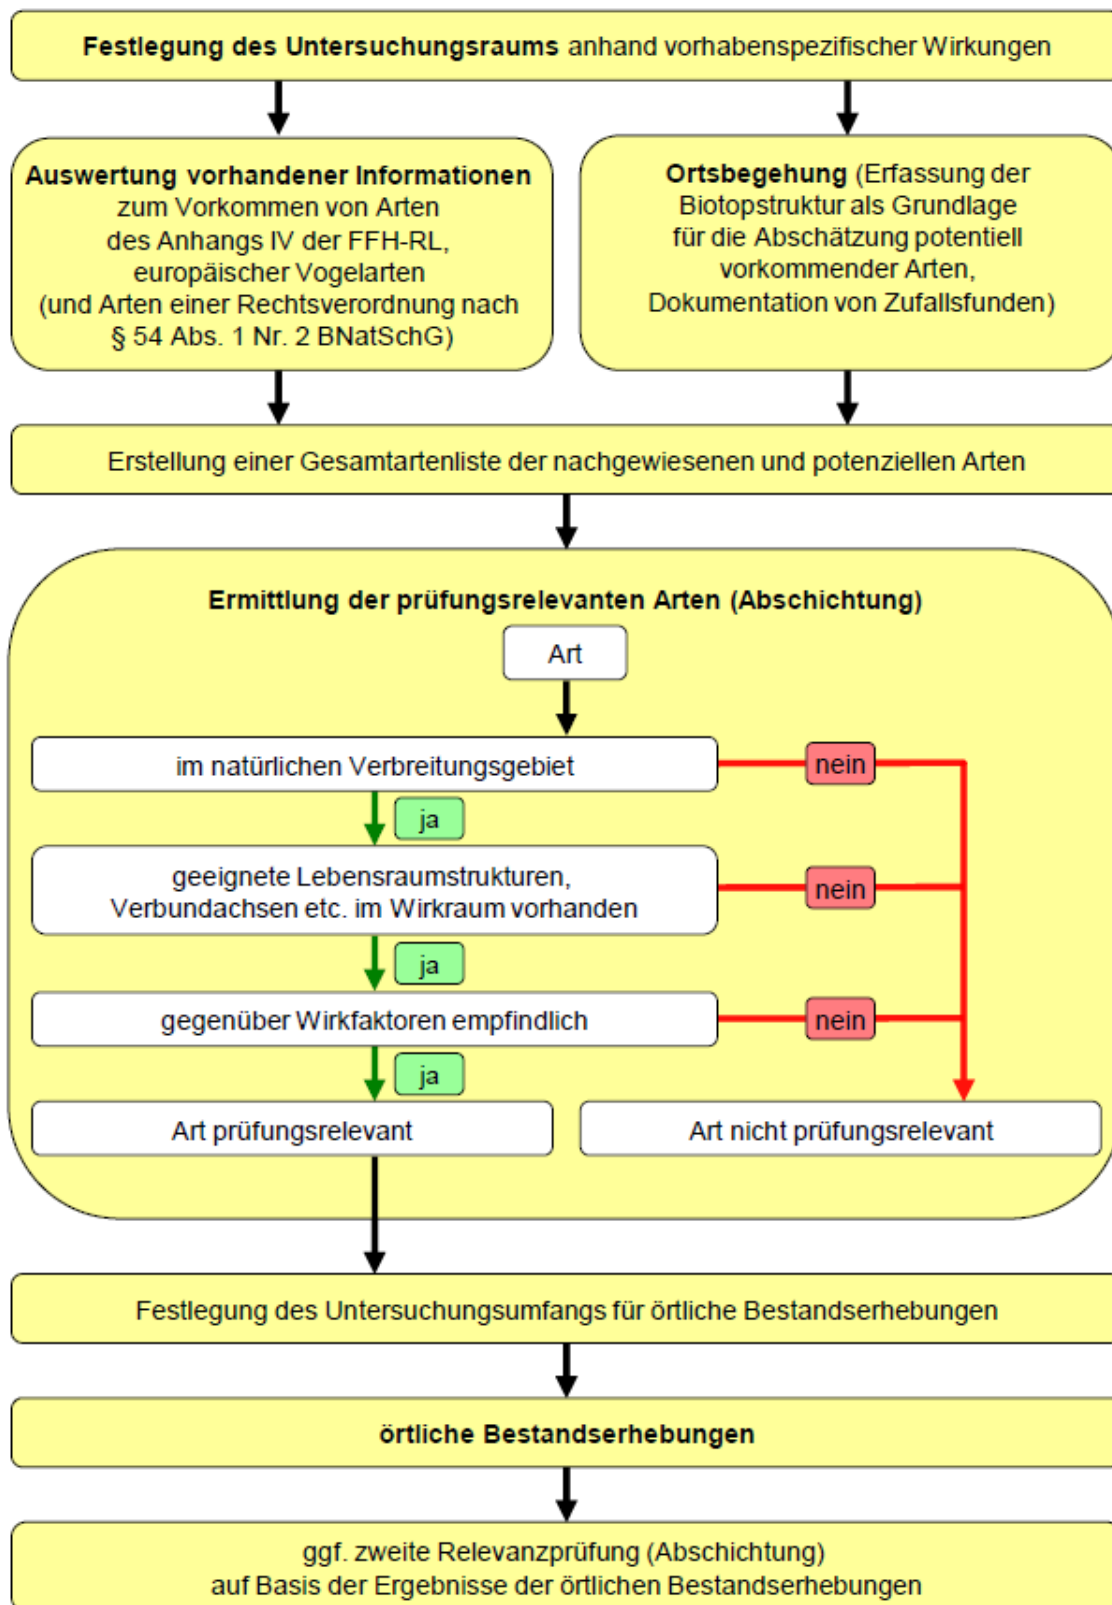 Festlegung des Untersuchungsraums anhand vorhabenspezifischer Wirkungen
Auswertung vorhandener Informationen
zum Vorkommen von Arten
des Anhangs IV der FFH-RL,
europäischer Vogelarten
(und Arten einer Rechtsverordnung nach
§ 54 Abs. 1 Nr. 2 BNatSchG)
Ortsbegehung (Erfassung der
Biotopstruktur als Grundlage
für die Abschätzung potentiell
vorkommender Arten,
Dokumentation von Zufallsfunden)
Erstellung einer Gesamtartenliste der nachgewiesenen und potenziellen Arten
Ermittlung der prüfungsrelevanten Arten (Abschichtung)
Art
im natürlichen Verbreitungsgebiet
nein
ja
geeignete Lebensraumstrukturen,
Verbundachsen etc. im Wirkraum vorhanden
nein
ja
gegenüber Wirkfaktoren empfindlich
nein
ja
Art prüfungsrelevant
Art nicht prüfungsrelevant
Festlegung des Untersuchungsumfangs für örtliche Bestandserhebungen
örtliche Bestandserhebungen
ggf. zweite Relevanzprüfung (Abschichtung)
auf Basis der Ergebnisse der örtlichen Bestandserhebungen